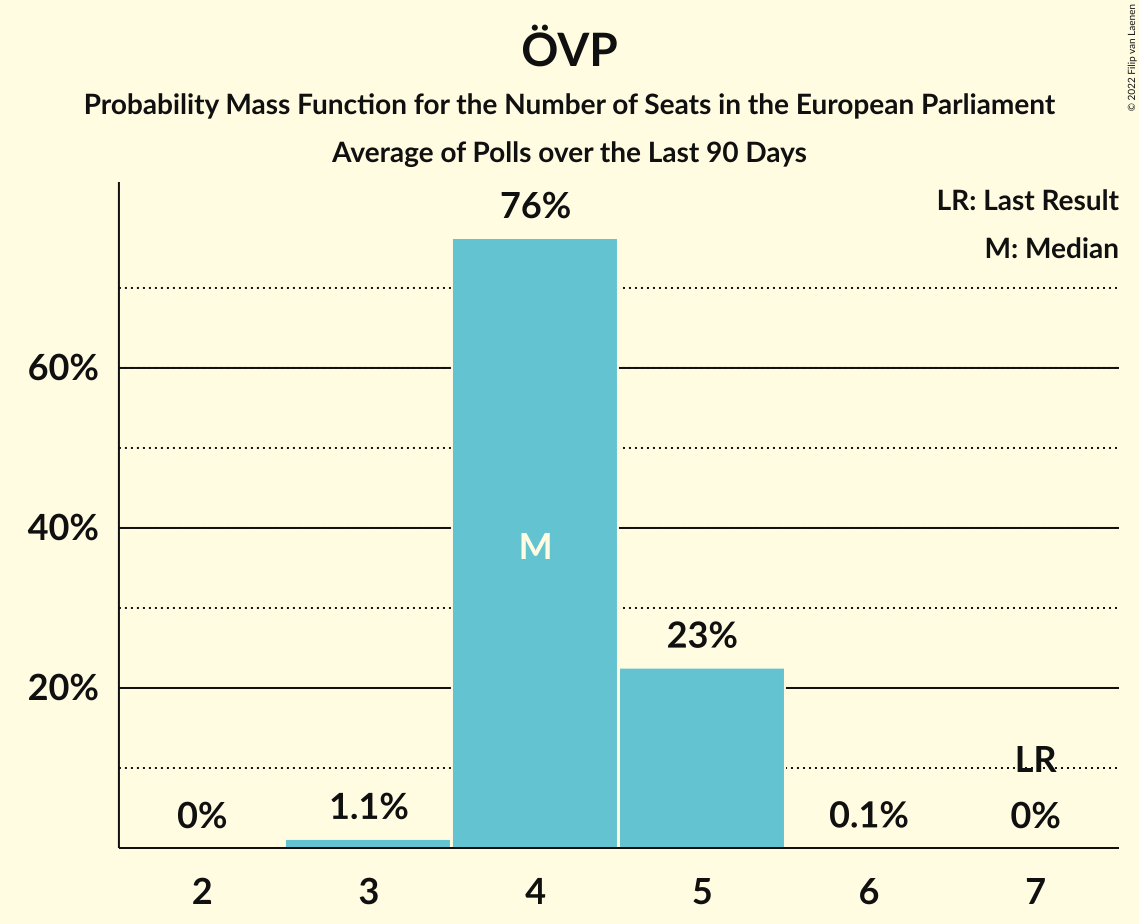 ÖVP
Probability Mass Function for the Number of Seats in the European Parliament
Average of Polls over the Last 90 Days
© 2022 Filip van Laenen
LR: Last Result
M: Median
76%
60%
40%
M
23%
20%
LR
0%
1.1%
0.1%
0%
2 3 4 5 6 7